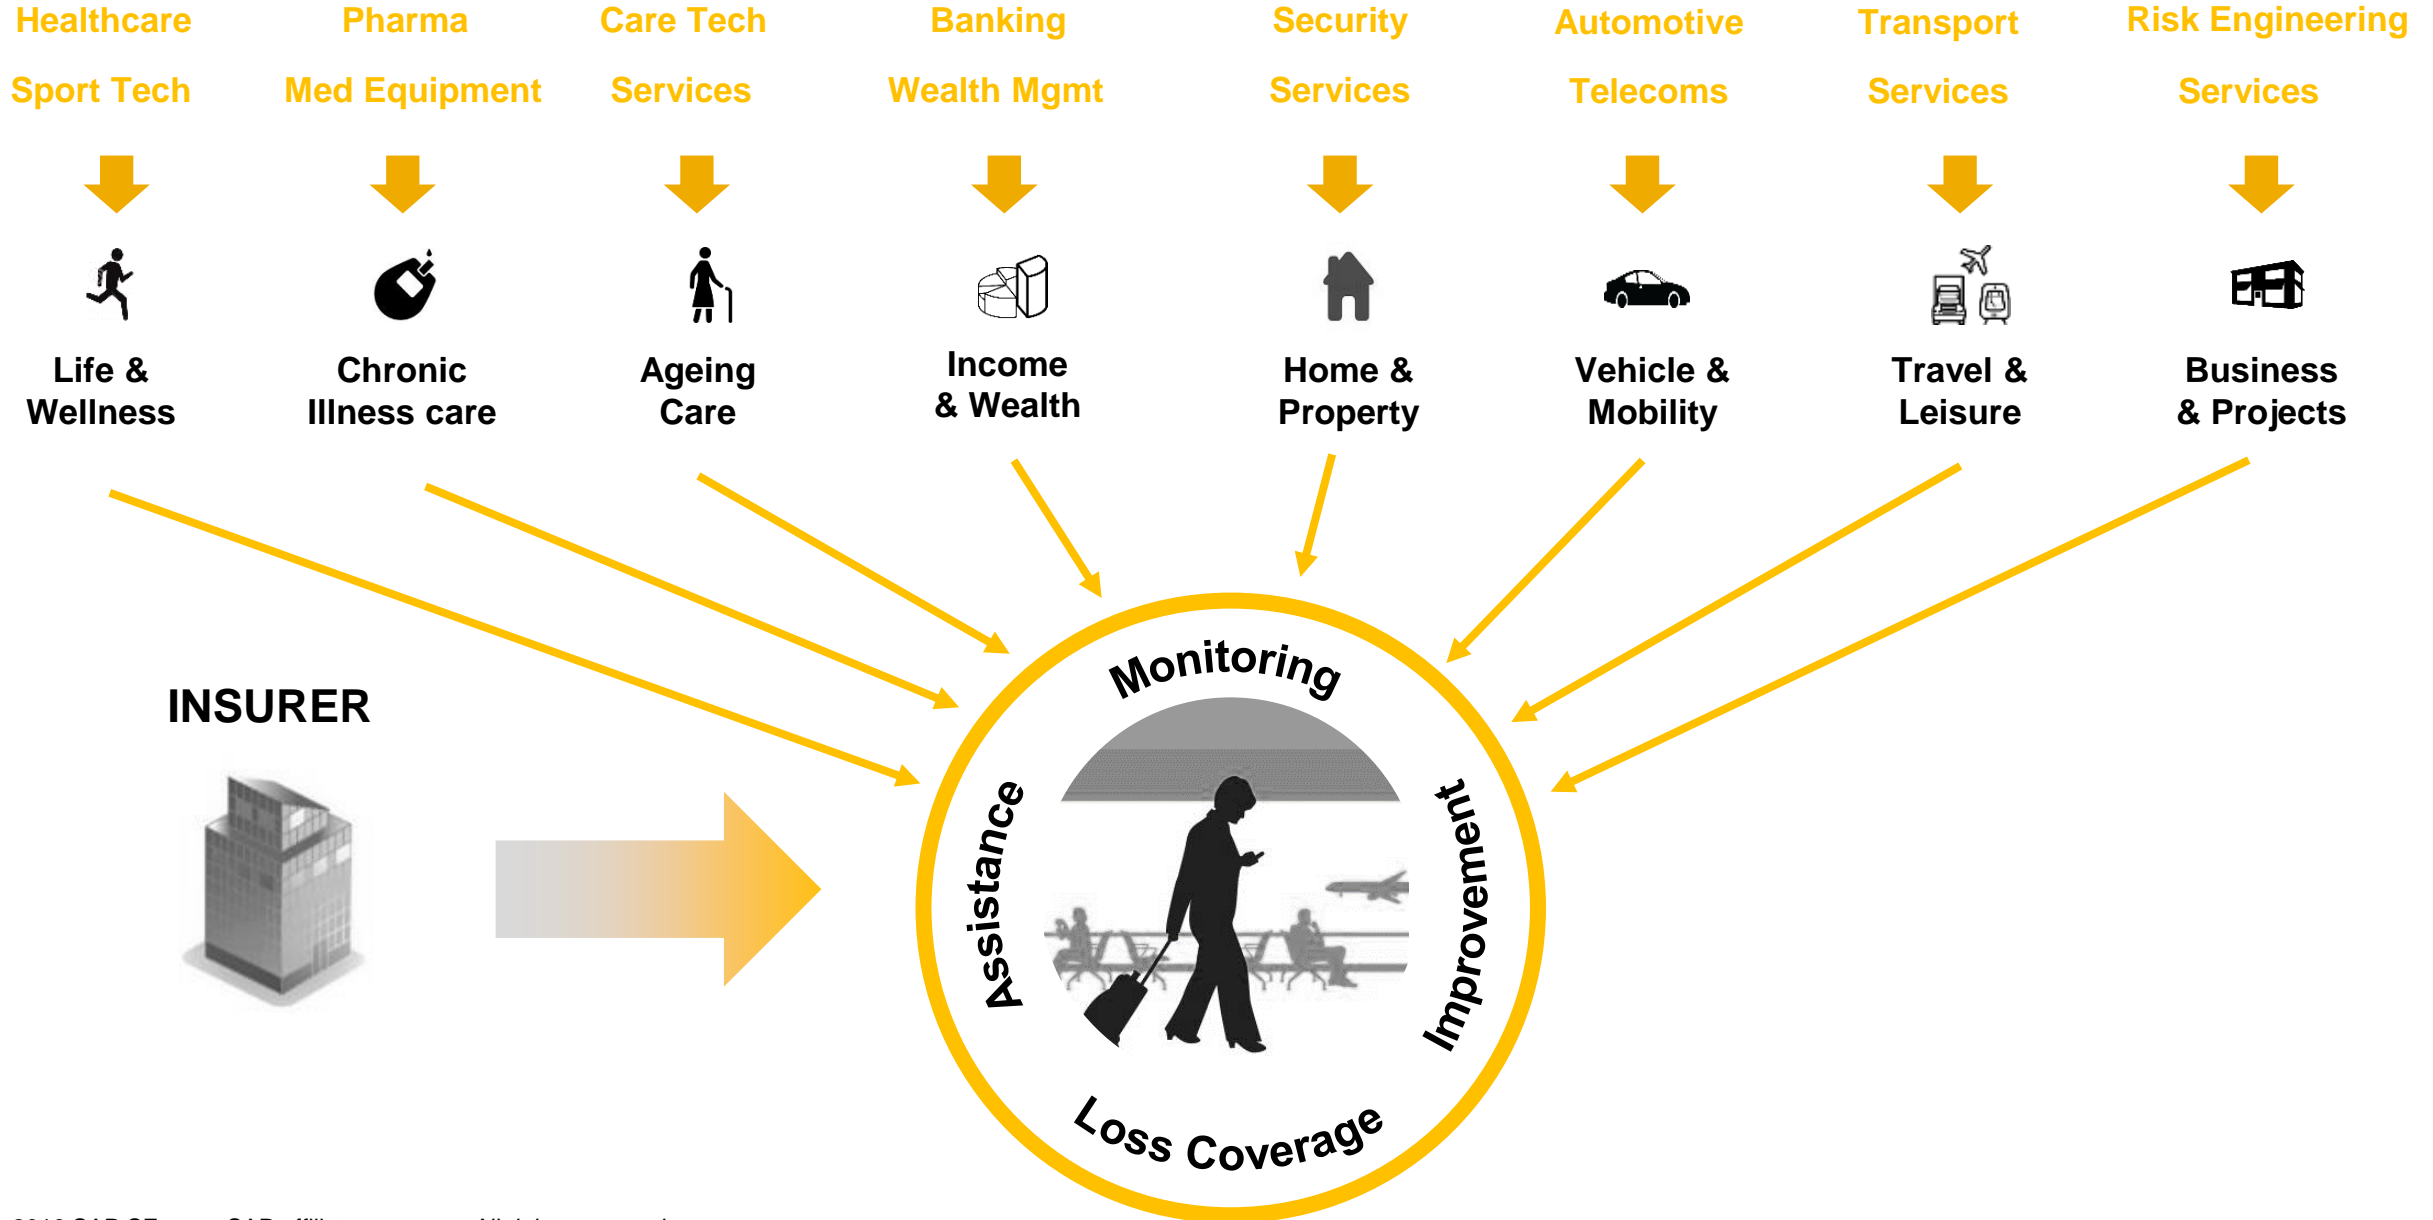 Healthcare
Pharma
Care Tech
Banking
Security
Automotive
Transport
Risk Engineering
Sport Tech
Med Equipment
Services
Wealth Mgmt
Services
Telecoms
Services
Services
Life &
Wellness
Chronic
Illness care
Ageing
Care
Income
& Wealth
Home &
Property
Vehicle &
Mobility
Travel &
Leisure
Business
& Projects
INSURER
Monitoring
Assistance
Improvement
Loss Coverage